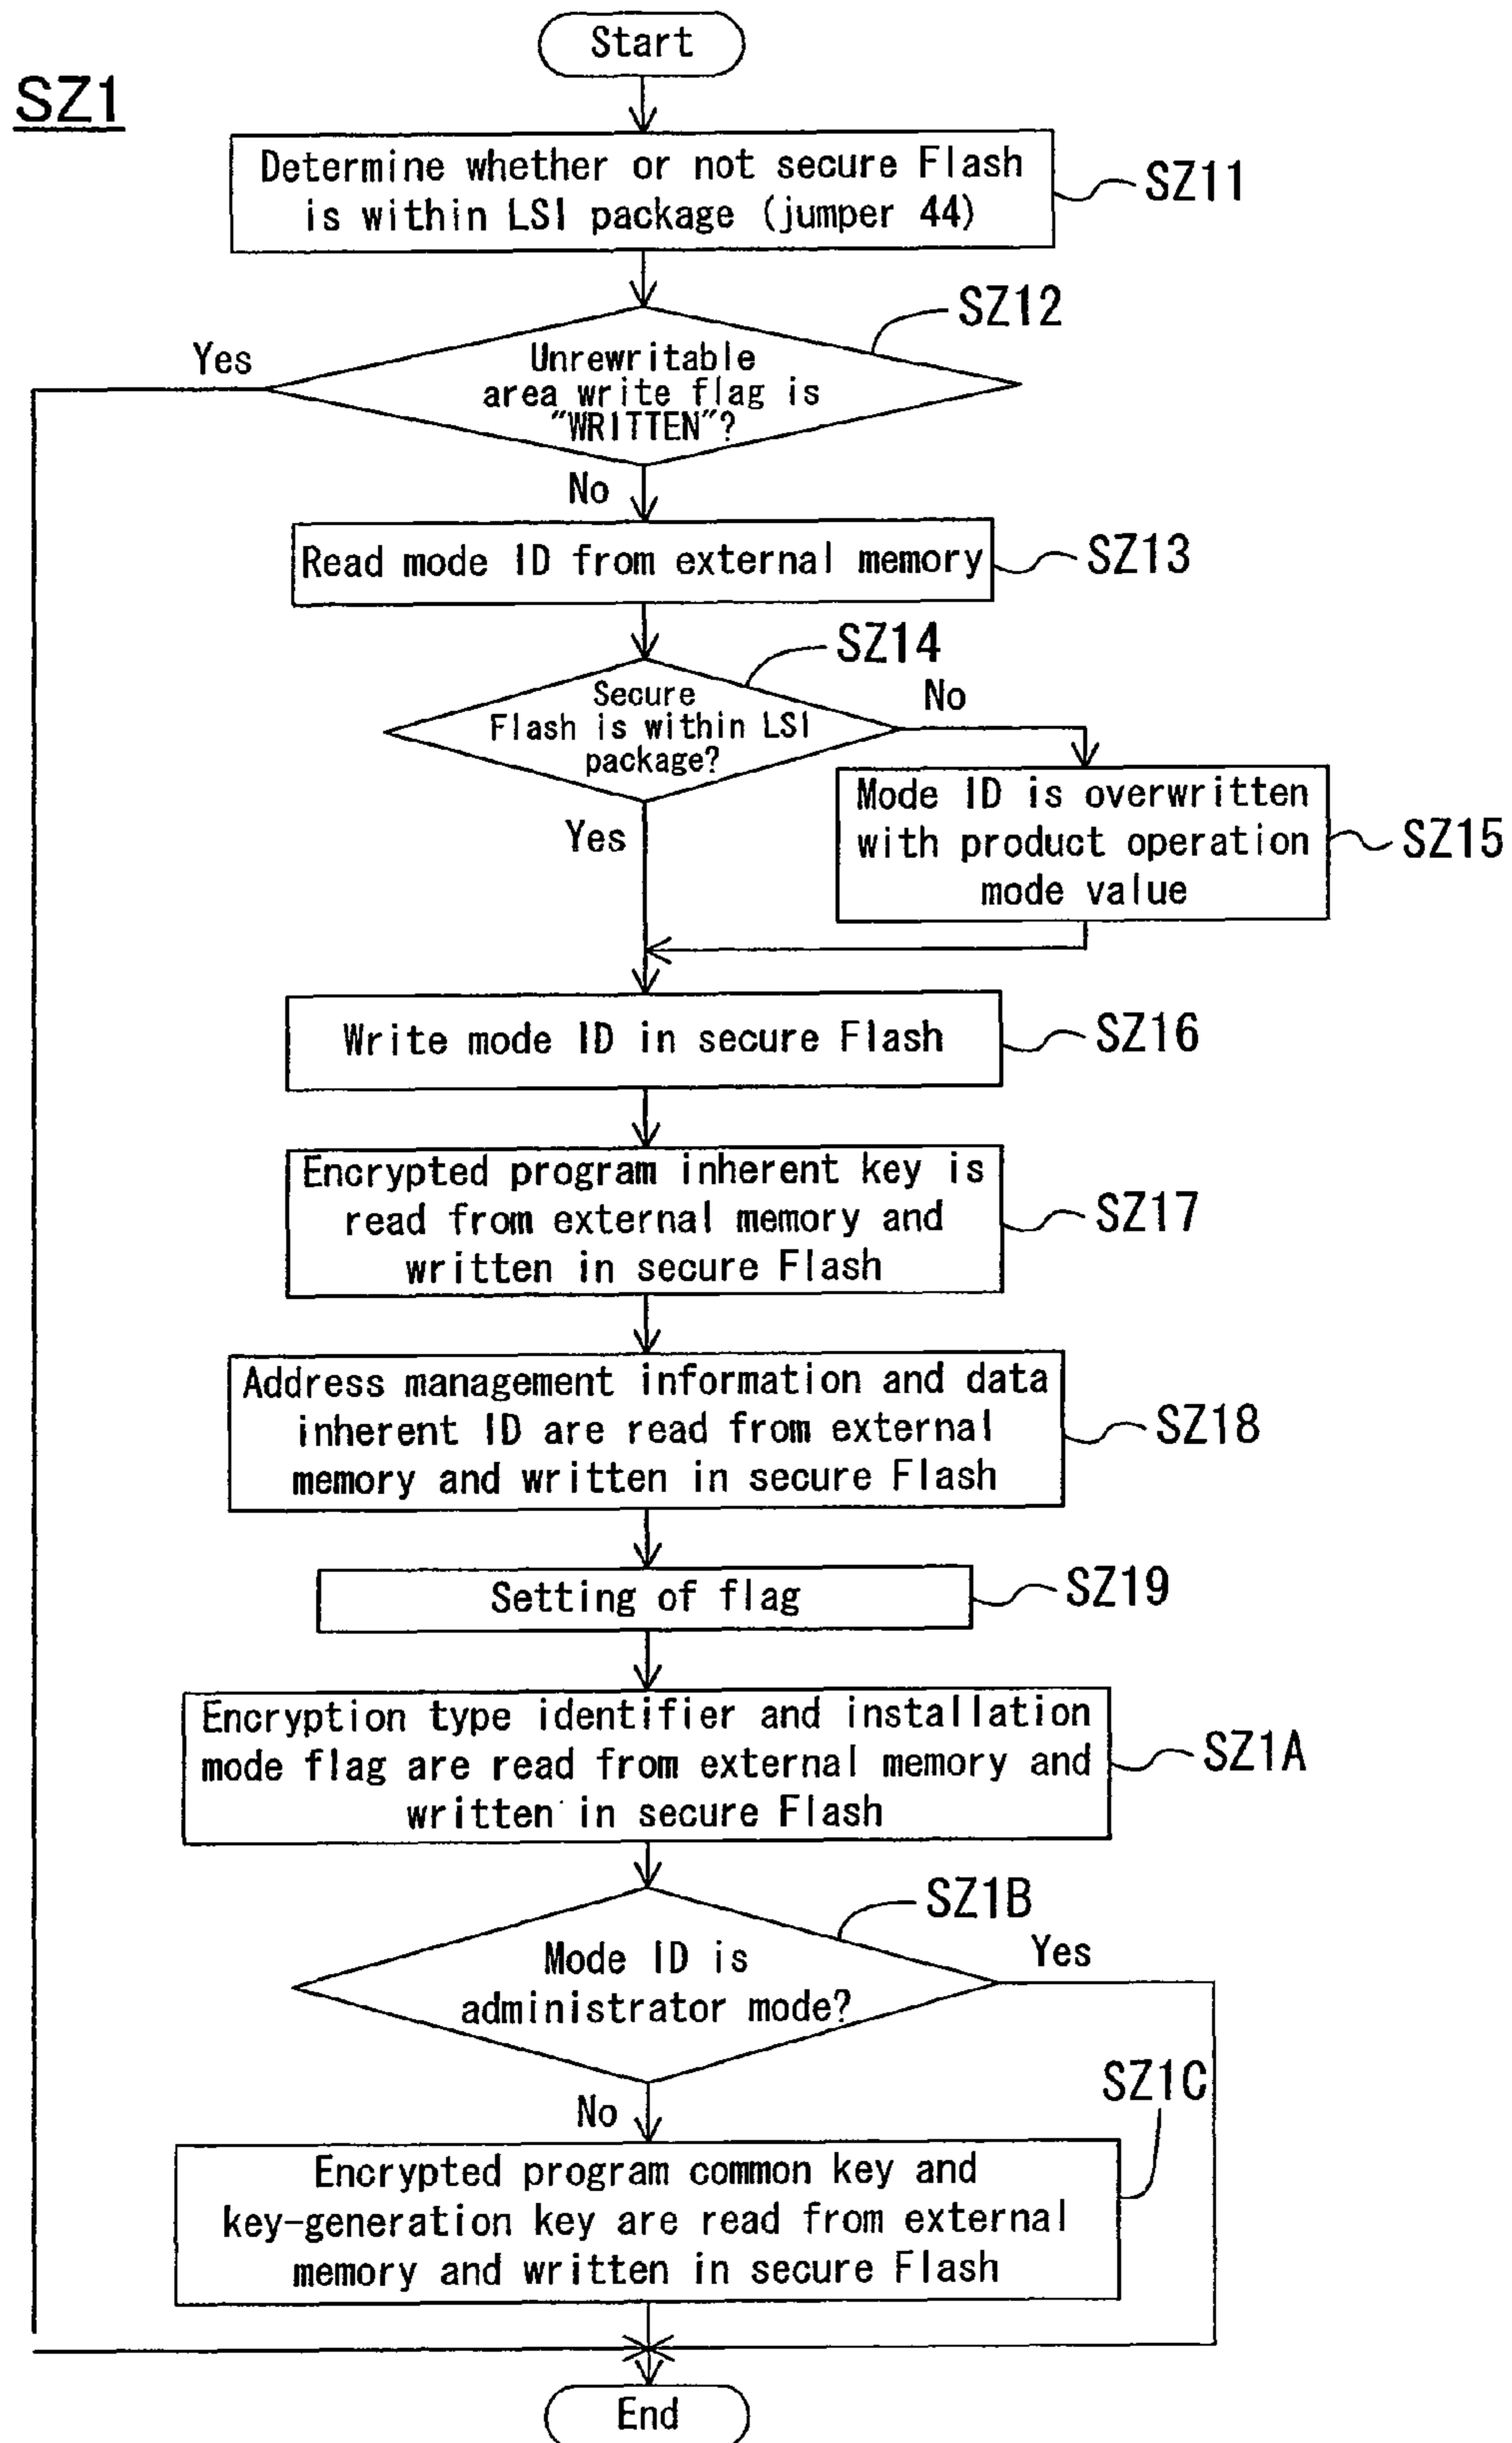 Start
SZ1
Determine whether or not secure Flash
is within LSI package (jumper 44)
SZ11
SZ12
Yes
Unrewritable
area write flag is
"WRITTEN"?
No
Read mode ID from external memory
SZ13
SZ14
Secure
Flash is within LSI
package?
No
Yes
Mode ID is overwritten
with product operation
mode value
SZ15
Write mode ID in secure Flash
SZ16
Encrypted program inherent key is
read from external memory and
written in secure Flash
SZ17
Address management information and data
inherent ID are read from external
memory and written in secure Flash
SZ18
Setting of flag
SZ19
Encryption type identifier and installation
mode flag are read from external memory and
written in secure Flash
SZ1A
SZ1B
Mode ID is
administrator mode?
Yes
No
SZ1C
Encrypted program common key and
key-generation key are read from external
memory and written in secure Flash
End